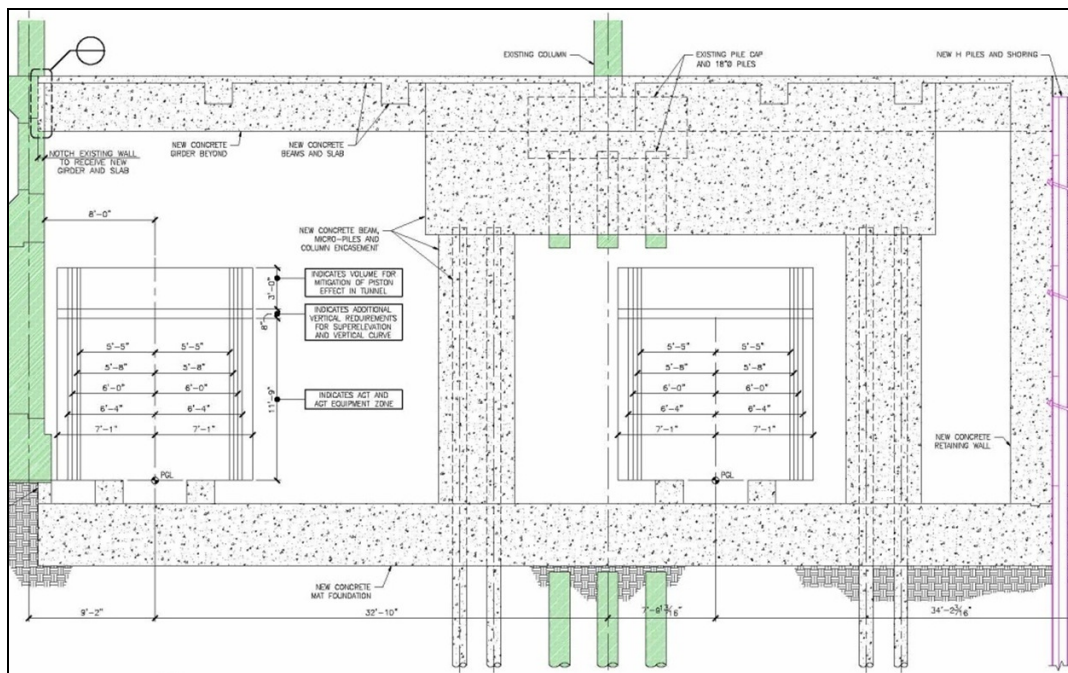 EXISTING COLUMN
EXISTING PILE CAP
AND 18"Ø PILES
NEW H PILES AND SHORING
NOTCH EXISTING WALL
TO RECEIVE NEW
GIRDER AND SLAB
NEW CONCRETE
GIRDER BEYOND
NEW CONCRETE
BEAMS AND SLAB
8'-0"
NEW CONCRETE BEAM,
MICRO-PILES AND
COLUMN ENCASEMENT
3'-0"
INDICATES VOLUME FOR
MITIGATION OF PISTON
EFFECT IN TUNNEL
8"
INDICATES ADDITIONAL
VERTICAL REQUIREMENTS
FOR SUPERELEVATION
AND VERTICAL CURVE
11'-9"
INDICATES AGT AND
AGT EQUIPMENT ZONE
5'-5" 5'-5"
5'-8" 5'-8"
6'-0" 6'-0"
6'-4" 6'-4"
7'-1" 7'-1"
PGL
5'-5" 5'-5"
5'-8" 5'-8"
6'-0" 6'-0"
6'-4" 6'-4"
7'-1" 7'-1"
PGL
NEW CONCRETE
RETAINING WALL
NEW CONCRETE
MAT FOUNDATION
9'-2" 32'-10" 34'-2 3/16"